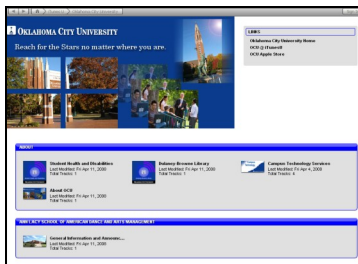 Oklahoma City University
OKLAHOMA CITY UNIVERSITY
Reach for the Stars no matter where you are.
LINKS
Oklahoma City University Home
OCU @ iTunesU
OCU Apple Store
ABOUT
Student Health and Disabilities
Last Modified: Fri Apr 11, 2008
Total Tracks: 1
Dulaney-Browne Library
Last Modified: Fri Apr 11, 2008
Total Tracks: 1
Campus Technology Services
Last Modified: Fri Apr 4, 2008
Total Tracks: 4
About OCU
Last Modified: Fri Apr 11, 2008
Total Tracks: 1
ANN LACY SCHOOL OF AMERICAN DANCE AND ARTS MANAGEMENT
General Information and Announc...
Last Modified: Fri Apr 11, 2008
Total Tracks: 1